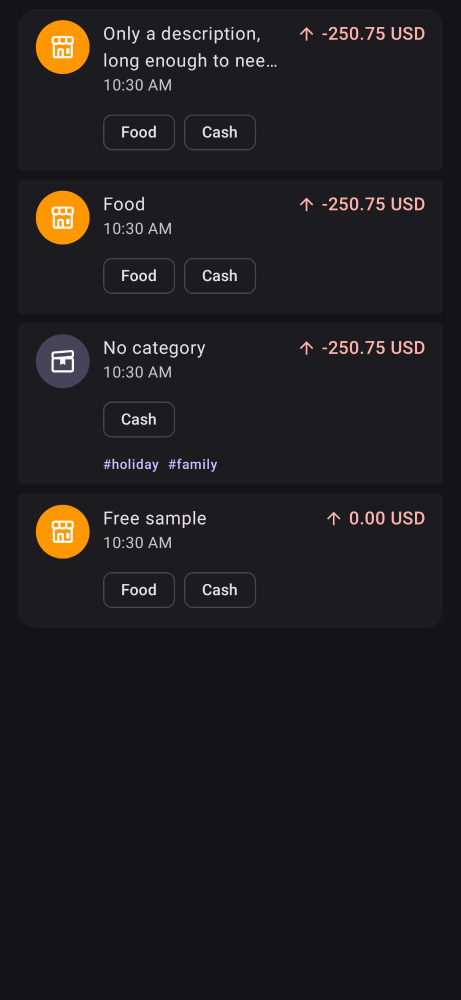 Only a description,
long enough to nee…
↑ -250.75 USD
10:30 AM
Food
Cash
Food
↑ -250.75 USD
10:30 AM
Food
Cash
No category
↑ -250.75 USD
10:30 AM
Cash
#holiday #family
Free sample
↑ 0.00 USD
10:30 AM
Food
Cash